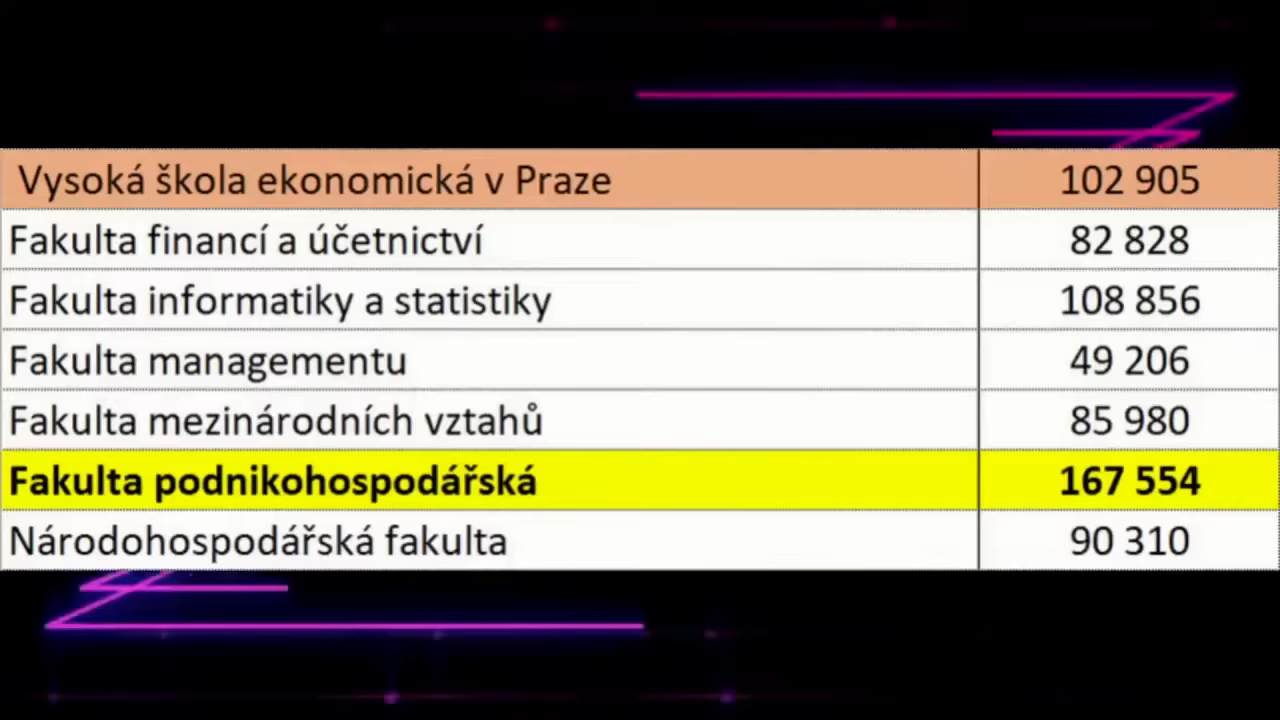 Vysoká škola ekonomická v Praze 102 905
Fakulta financí a účetnictví 82 828
Fakulta informatiky a statistiky 108 856
Fakulta managementu 49 206
Fakulta mezinárodních vztahů 85 980
Fakulta podnikohospodářská 167 554
Národohospodářská fakulta 90 310